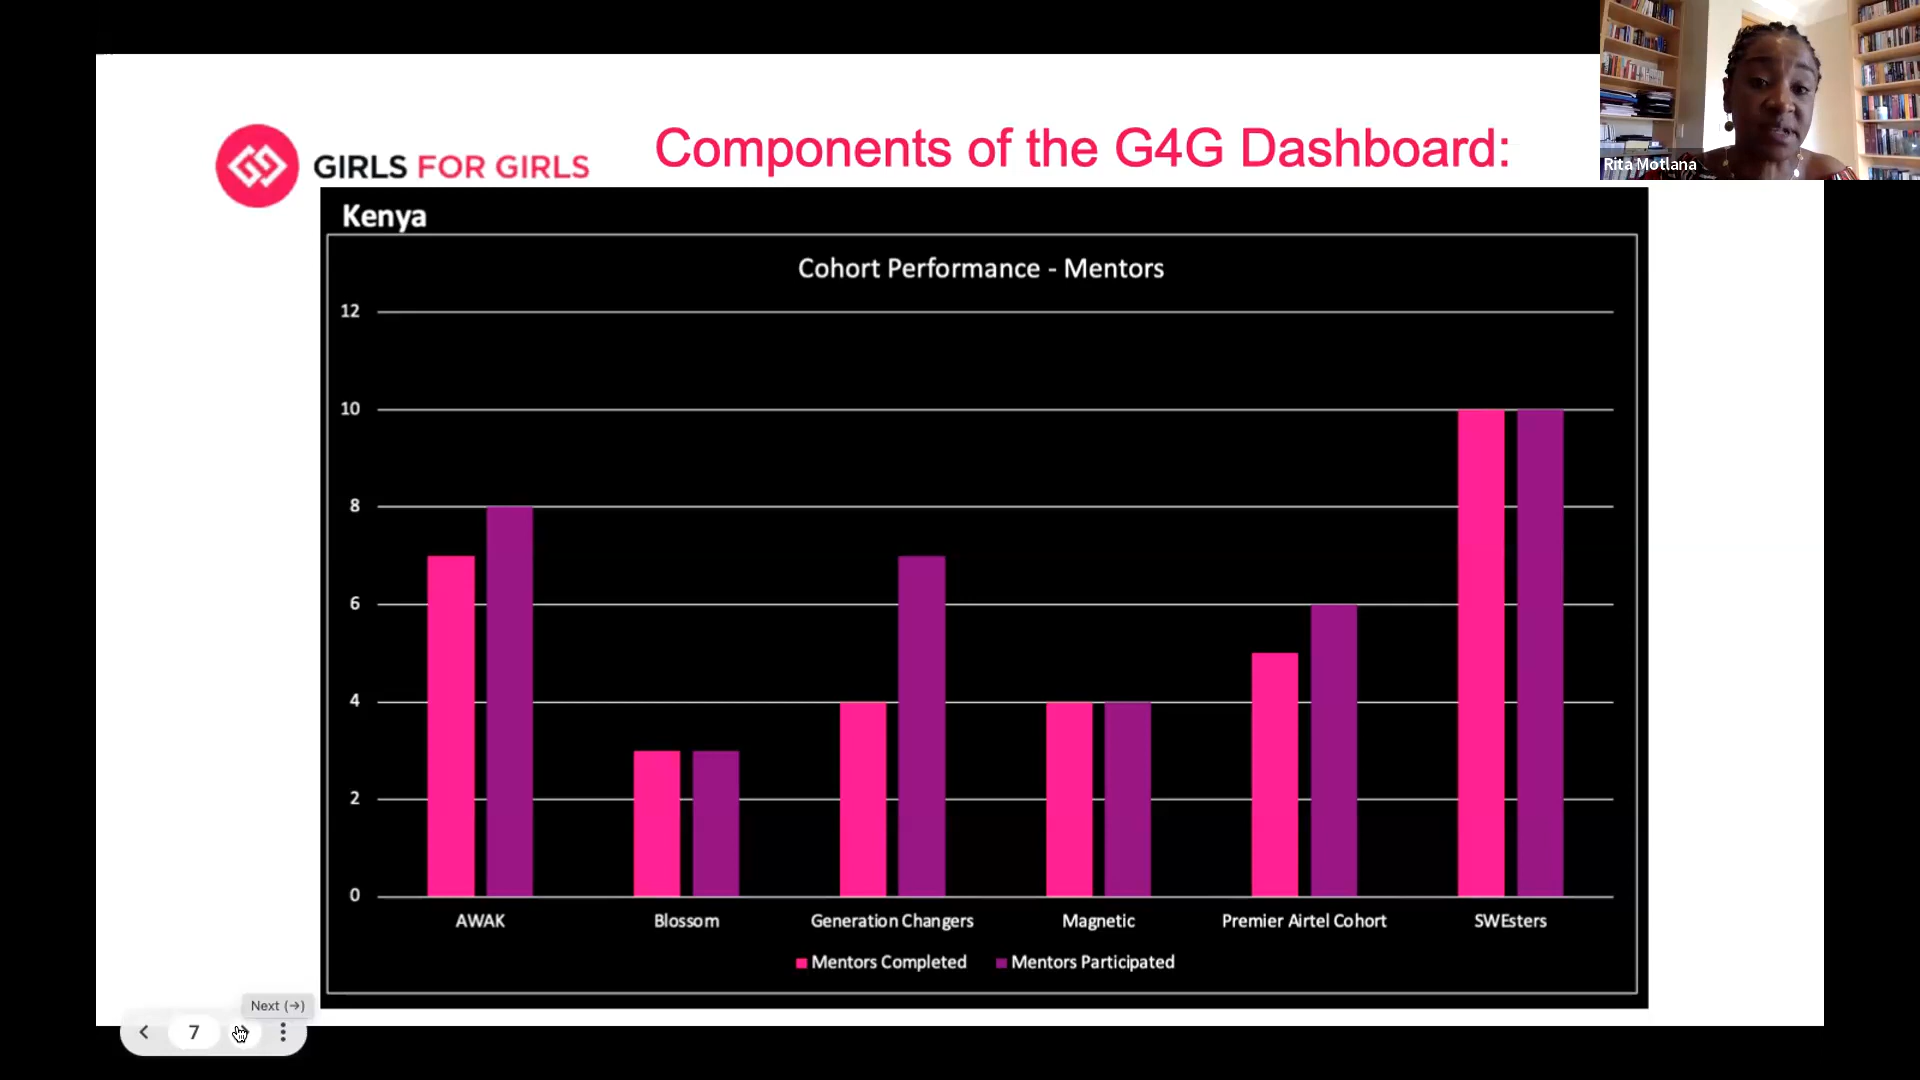 GIRLS FOR GIRLS
Components of the G4G Dashboard:
Rita Motlana
Kenya
Cohort Performance - Mentors
12
10
8
6
4
2
0
AWAK
Blossom
Generation Changers
Magnetic
Premier Airtel Cohort
SWEsters
Mentors Completed
Mentors Participated
Next (→)
7